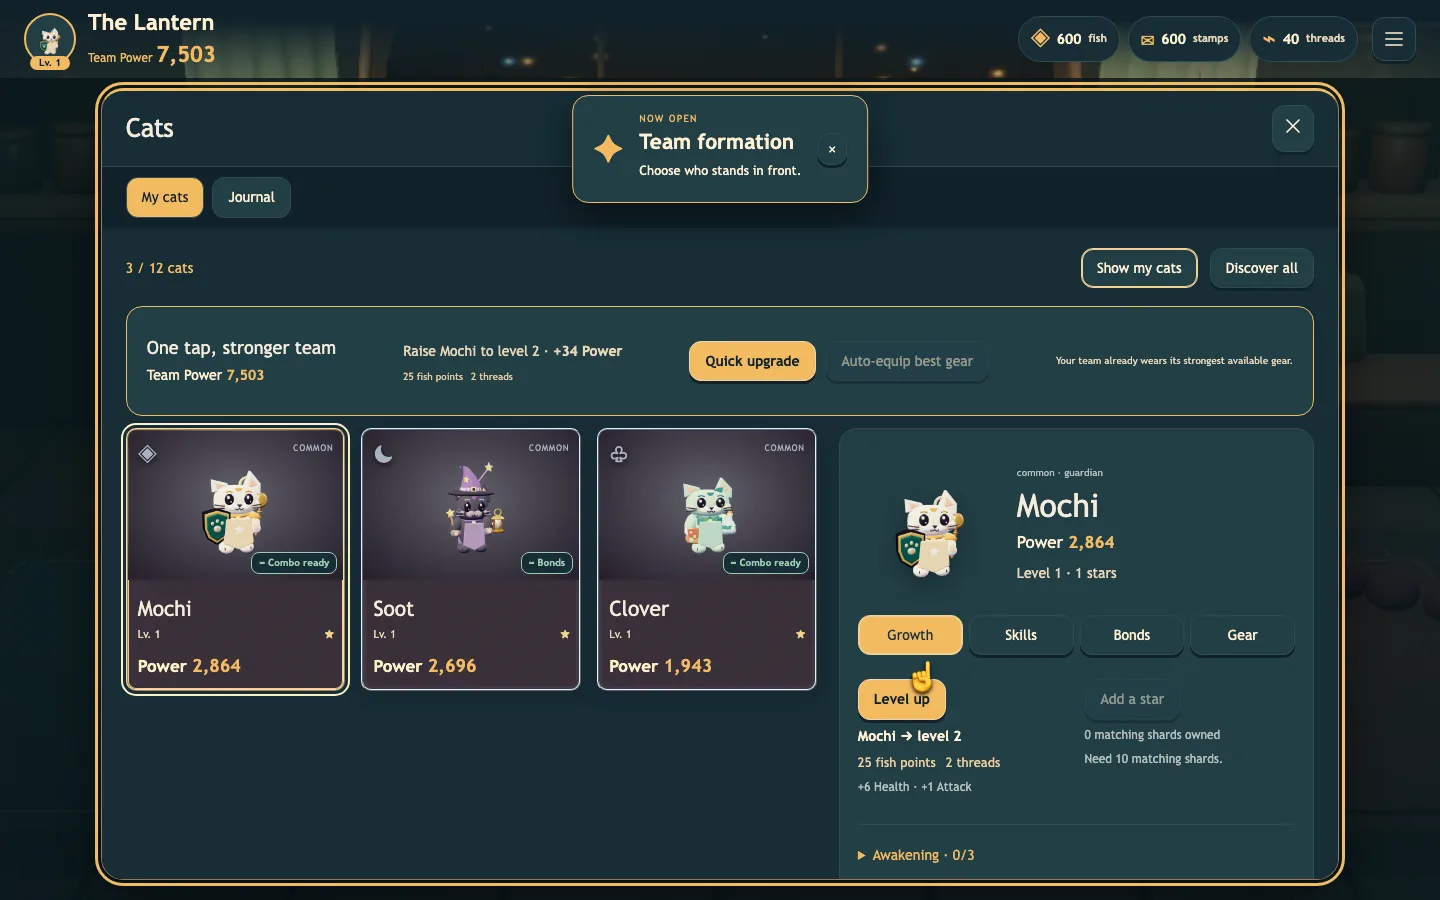 The Lantern
Team Power 7,503
Lv. 1
600 fish
600 stamps
40 threads
Cats
NOW OPEN
Team formation
Choose who stands in front.
×
My cats
Journal
3 / 12 cats
Show my cats
Discover all
One tap, stronger team
Team Power 7,503
Raise Mochi to level 2 · +34 Power
25 fish points 2 threads
Quick upgrade
Auto-equip best gear
Your team already wears its strongest available gear.
COMMON
Combo ready
Mochi
Lv. 1
Power 2,864
COMMON
Bonds
Soot
Lv. 1
Power 2,696
COMMON
Combo ready
Clover
Lv. 1
Power 1,943
common · guardian
Mochi
Power 2,864
Level 1 · 1 stars
Growth
Skills
Bonds
Gear
Level up
Mochi → level 2
25 fish points 2 threads
+6 Health · +1 Attack
Add a star
0 matching shards owned
Need 10 matching shards.
Awakening · 0/3